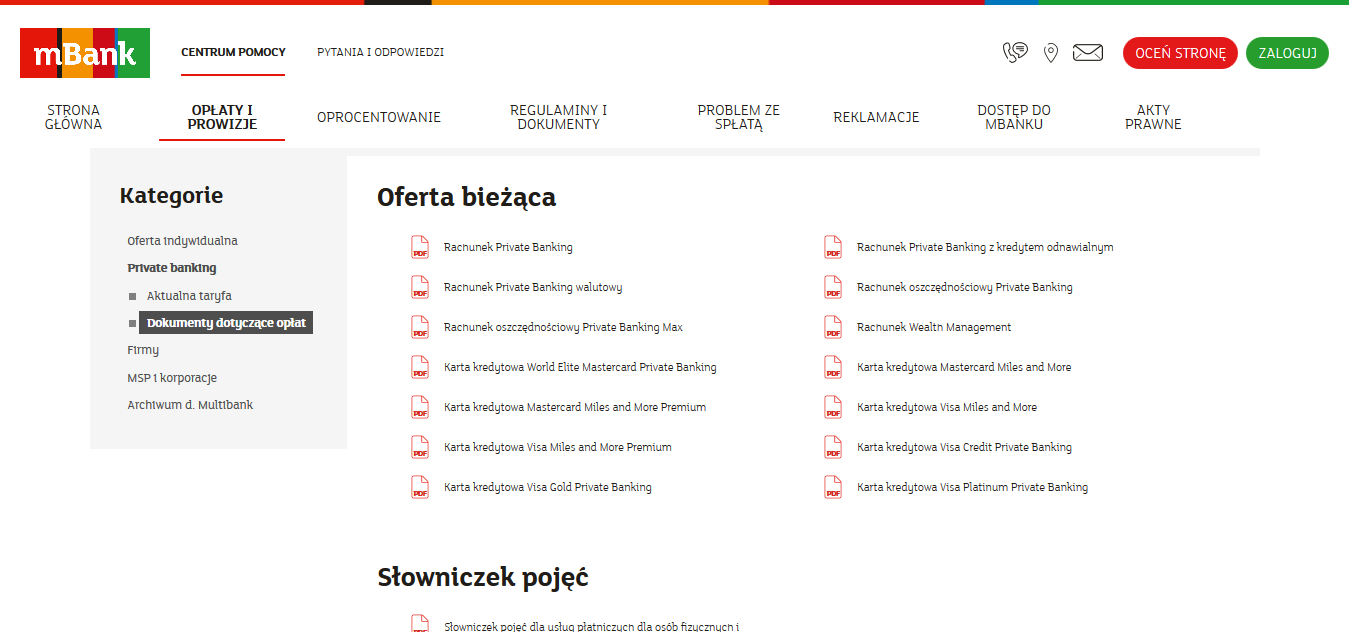 mBank
CENTRUM POMOCY
PYTANIA I ODPOWIEDZI
OCEŃ STRONĘ
ZALOGUJ
STRONA
GŁÓWNA
OPŁATY I
PROWIZJE
OPROCENTOWANIE
REGULAMINY I
DOKUMENTY
PROBLEM ZE
SPŁATĄ
REKLAMACJE
DOSTĘP DO
MBANKU
AKTY
PRAWNE
Kategorie
Oferta indywidualna
Private banking
Aktualna taryfa
Dokumenty dotyczące opłat
Firmy
MSP i korporacje
Archiwum d. Multibank
Oferta bieżąca
PDF Rachunek Private Banking
PDF Rachunek Private Banking z kredytem odnawialnym
PDF Rachunek Private Banking walutowy
PDF Rachunek oszczędnościowy Private Banking
PDF Rachunek oszczędnościowy Private Banking Max
PDF Rachunek Wealth Management
PDF Karta kredytowa World Elite Mastercard Private Banking
PDF Karta kredytowa Mastercard Miles and More
PDF Karta kredytowa Mastercard Miles and More Premium
PDF Karta kredytowa Visa Miles and More
PDF Karta kredytowa Visa Miles and More Premium
PDF Karta kredytowa Visa Credit Private Banking
PDF Karta kredytowa Visa Gold Private Banking
PDF Karta kredytowa Visa Platinum Private Banking
Słowniczek pojęć
PDF Słowniczek pojęć dla usług płatniczych dla osób fizycznych i